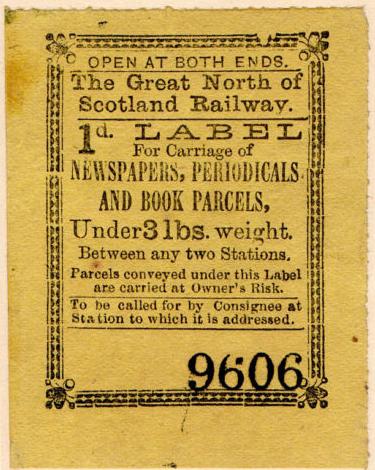 OPEN AT BOTH ENDS.
The Great North of
Scotland Railway.
1d. LABEL
For Carriage of
NEWSPAPERS, PERIODICALS
AND BOOK PARCELS,
Under 3 lbs. weight.
Between any two Stations.
Parcels conveyed under this Label
are carried at Owner's Risk.
To be called for by Consignee at
Station to which it is addressed.
9606